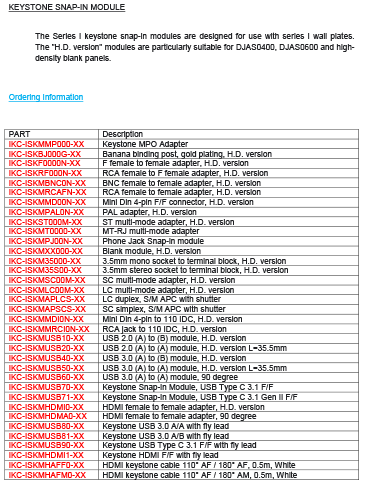 KEYSTONE SNAP-IN MODULE
The Series I keystone snap-in modules are designed for use with series I wall plates.
The "H.D. version" modules are particularly suitable for DJAS0400, DJAS0600 and high-
density blank panels.
Ordering Information
PART Description
IKC-ISKMMP000-XX Keystone MPO Adapter
IKC-ISKBJ000G-XX Banana binding post, gold plating, H.D. version
IKC-ISKF0000N-XX F female to female adapter, H.D. version
IKC-ISKRF000N-XX RCA female to F female adapter, H.D. version
IKC-ISKMBNC0N-XX BNC female to female adapter, H.D. version
IKC-ISKMRCAFN-XX RCA female to female adapter, H.D. version
IKC-ISKMMD00N-XX Mini Din 4-pin F/F connector, H.D. version
IKC-ISKMPAL0N-XX PAL adapter, H.D. version
IKC-ISKST000M-XX ST multi-mode adapter, H.D. version
IKC-ISKMT0000-XX MT-RJ multi-mode adapter
IKC-ISKMPJ00N-XX Phone Jack Snap-in module
IKC-ISKMXX000-XX Blank module, H.D. version
IKC-ISKM35000-XX 3.5mm mono socket to terminal block, H.D. version
IKC-ISKM35S00-XX 3.5mm stereo socket to terminal block, H.D. version
IKC-ISKMSC00M-XX SC multi-mode adapter, H.D. version
IKC-ISKMLC00M-XX LC multi-mode adapter, H.D. version
IKC-ISKMAPLCS-XX LC duplex, S/M APC with shutter
IKC-ISKMAPSCS-XX SC simplex, S/M APC with shutter
IKC-ISKMMDI0N-XX Mini Din 4-pin to 110 IDC, H.D. version
IKC-ISKMMRCI0N-XX RCA jack to 110 IDC, H.D. version
IKC-ISKMUSB10-XX USB 2.0 (A) to (B) module, H.D. version
IKC-ISKMUSB20-XX USB 2.0 (A) to (A) module, H.D. version L=35.5mm
IKC-ISKMUSB40-XX USB 3.0 (A) to (B) module, H.D. version
IKC-ISKMUSB50-XX USB 3.0 (A) to (A) module, H.D. version L=35.5mm
IKC-ISKMUSB60-XX USB 3.0 (A) to (A) module, 90 degree
IKC-ISKMUSB70-XX Keystone Snap-in Module, USB Type C 3.1 F/F
IKC-ISKMUSB71-XX Keystone Snap-in Module, USB Type C 3.1 Gen II F/F
IKC-ISKMHDMI0-XX HDMI female to female adapter, H.D. version
IKC-ISKMHDMA0-XX HDMI female to female adapter, 90 degree
IKC-ISKMUSB80-XX Keystone USB 3.0 A/A with fly lead
IKC-ISKMUSB81-XX Keystone USB 3.0 A/B with fly lead
IKC-ISKMUSB90-XX Keystone USB Type C 3.1 F/F with fly lead
IKC-ISKMHDMI1-XX Keystone HDMI F/F with fly lead
IKC-ISKMHAFF0-XX HDMI keystone cable 110° AF / 180° AF, 0.5m, White
IKC-ISKMHAFM0-XX HDMI keystone cable 110° AF / 180° AM, 0.5m, White